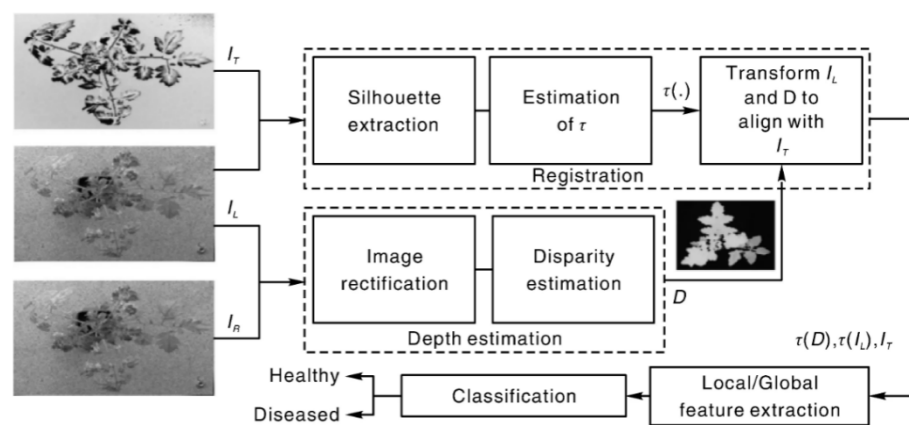 I_T
Silhouette
extraction
Estimation
of τ
τ(.)
Transform I_L
and D to
align with
I_T
Registration
I_L
Image
rectification
Disparity
estimation
D
Depth estimation
I_R
τ(D),τ(I_L),I_T
Healthy
Diseased
Classification
Local/Global
feature extraction